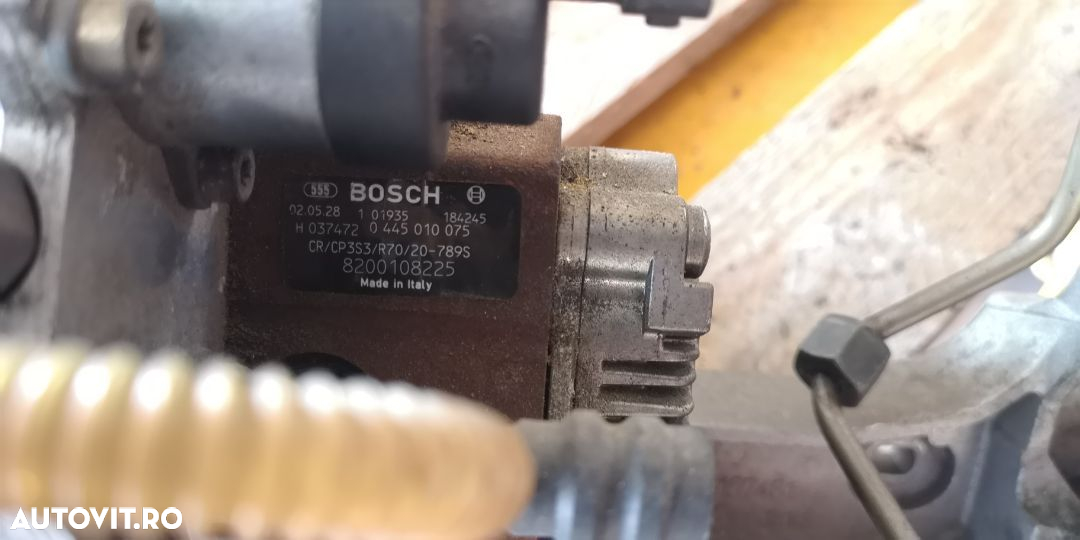 555 BOSCH
02.05.28 1 01935 184245
H 037472 0 445 010 075
CR/CP3S3/R70/20-789S
8200108225
Made in Italy
AUTOVIT.RO